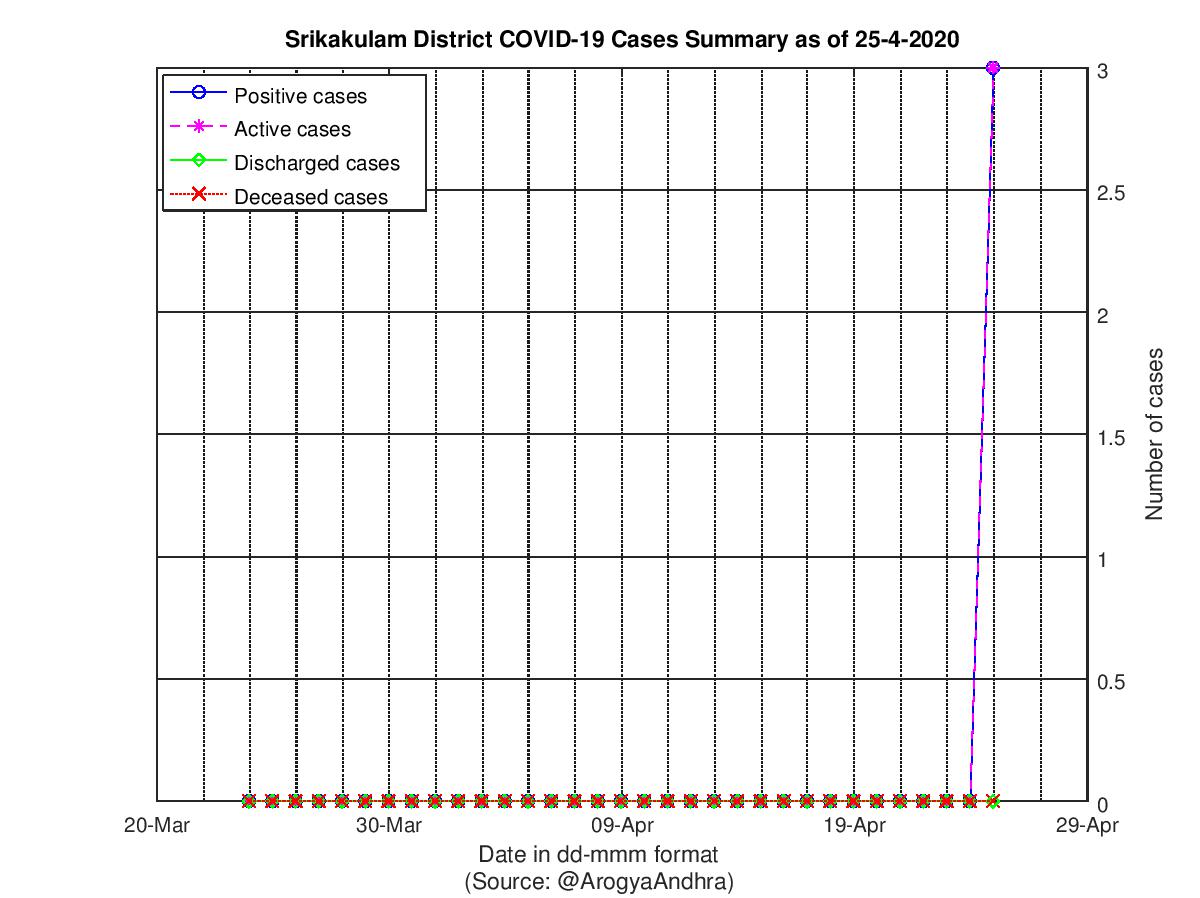 Srikakulam District COVID-19 Cases Summary as of 25-4-2020
Positive cases
Active cases
Discharged cases
Deceased cases
3
2.5
2
1.5
1
0.5
0
Number of cases
20-Mar
30-Mar
09-Apr
19-Apr
29-Apr
Date in dd-mmm format
(Source: @ArogyaAndhra)